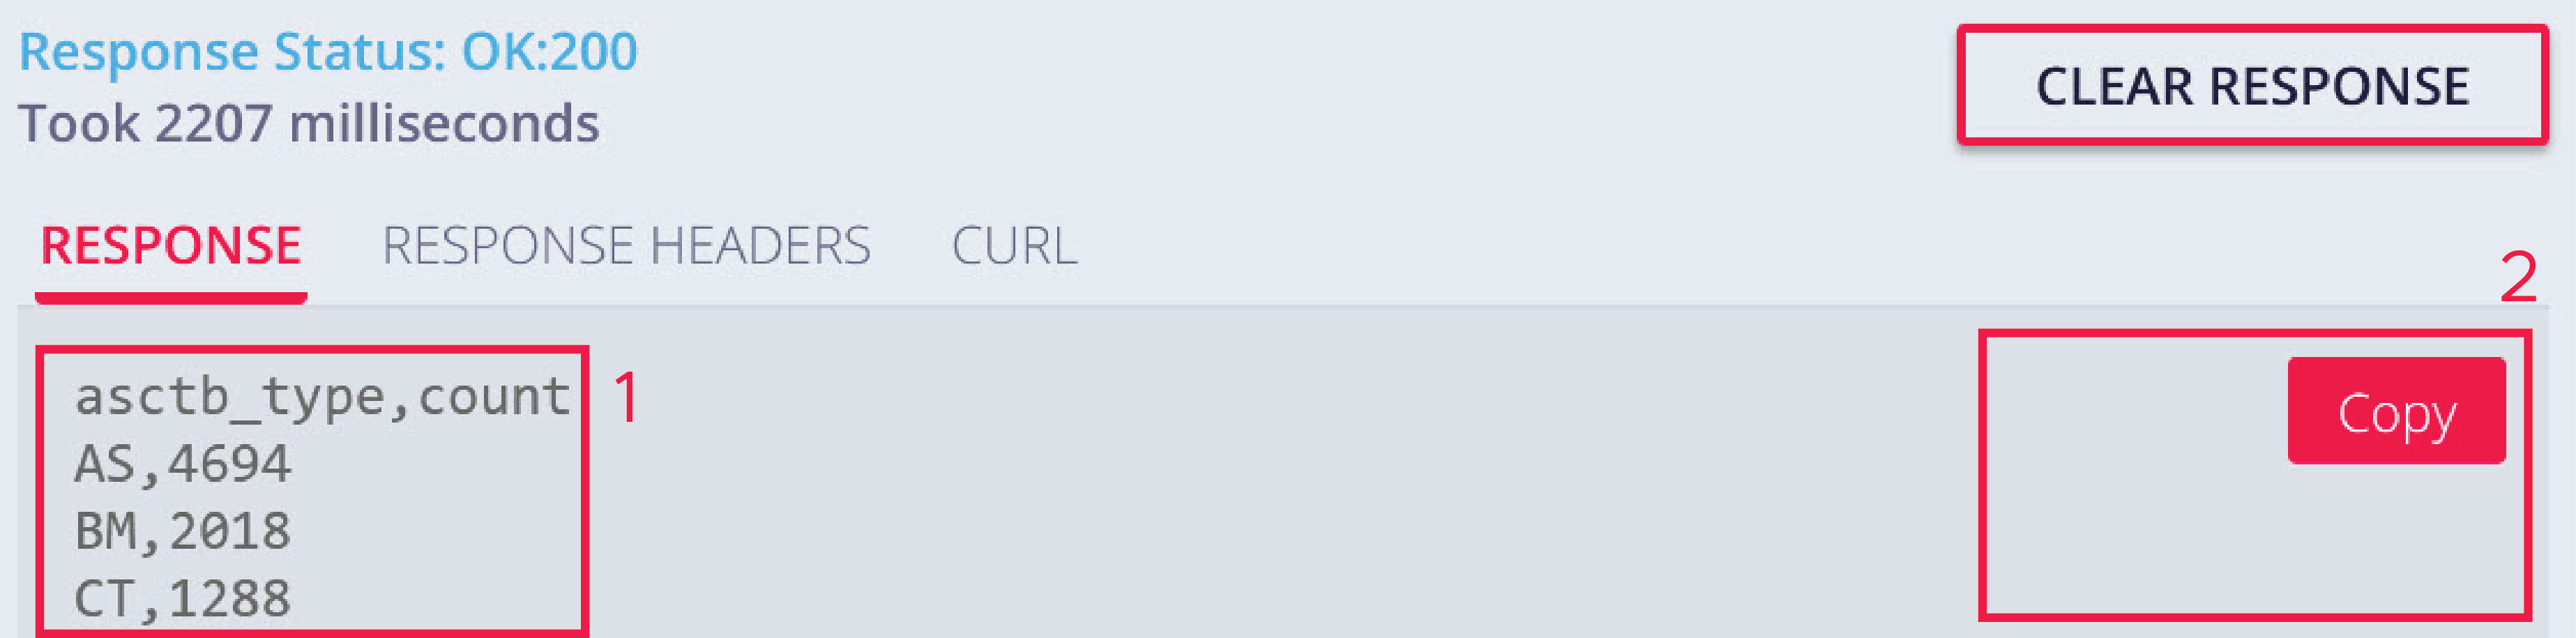 Response Status: OK:200
CLEAR RESPONSE
Took 2207 milliseconds
RESPONSE RESPONSE HEADERS CURL
2
asctb_type,count
1
Copy
AS,4694
BM,2018
CT,1288